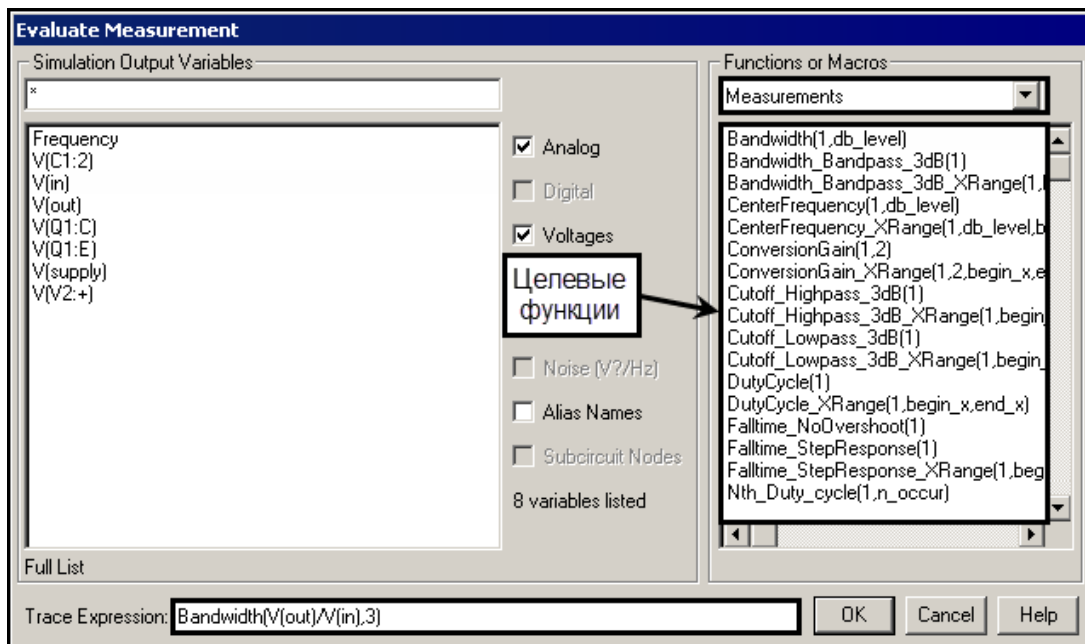 Evaluate Measurement
Simulation Output Variables
*
Frequency
V(C1:2)
V(in)
V(out)
V(Q1:C)
V(Q1:E)
V(supply)
V(V2:+)
Analog
Digital
Voltages
Целевые
функции
Noise (V?/Hz)
Alias Names
Subcircuit Nodes
8 variables listed
Full List
Functions or Macros
Measurements
Bandwidth(1,db_level)
Bandwidth_Bandpass_3dB(1)
Bandwidth_Bandpass_3dB_XRange(1,
CenterFrequency(1,db_level)
CenterFrequency_XRange(1,db_level,b
ConversionGain(1,2)
ConversionGain_XRange(1,2,begin_x,e
Cutoff_Highpass_3dB(1)
Cutoff_Highpass_3dB_XRange(1,begin_
Cutoff_Lowpass_3dB(1)
Cutoff_Lowpass_3dB_XRange(1,begin_
DutyCycle(1)
DutyCycle_XRange(1,begin_x,end_x)
Falltime_NoOvershoot(1)
Falltime_StepResponse(1)
Falltime_StepResponse_XRange(1,beg
Nth_Duty_cycle(1,n_occur)
Trace Expression: Bandwidth(V(out)/V(in),3)
OK Cancel Help